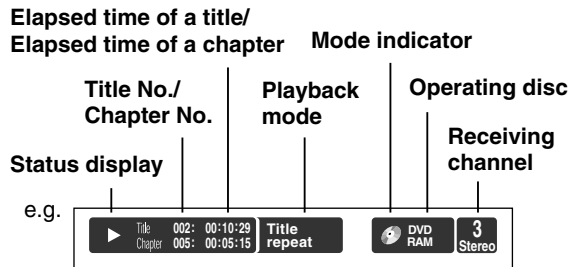 Elapsed time of a title/
Elapsed time of a chapter
Mode indicator
Title No./
Chapter No.
Playback
mode
Operating disc
Receiving
channel
Status display
e.g.
Title 002: 00:10:29
Chapter 005: 00:05:15
Title
repeat
DVD
RAM
3
Stereo